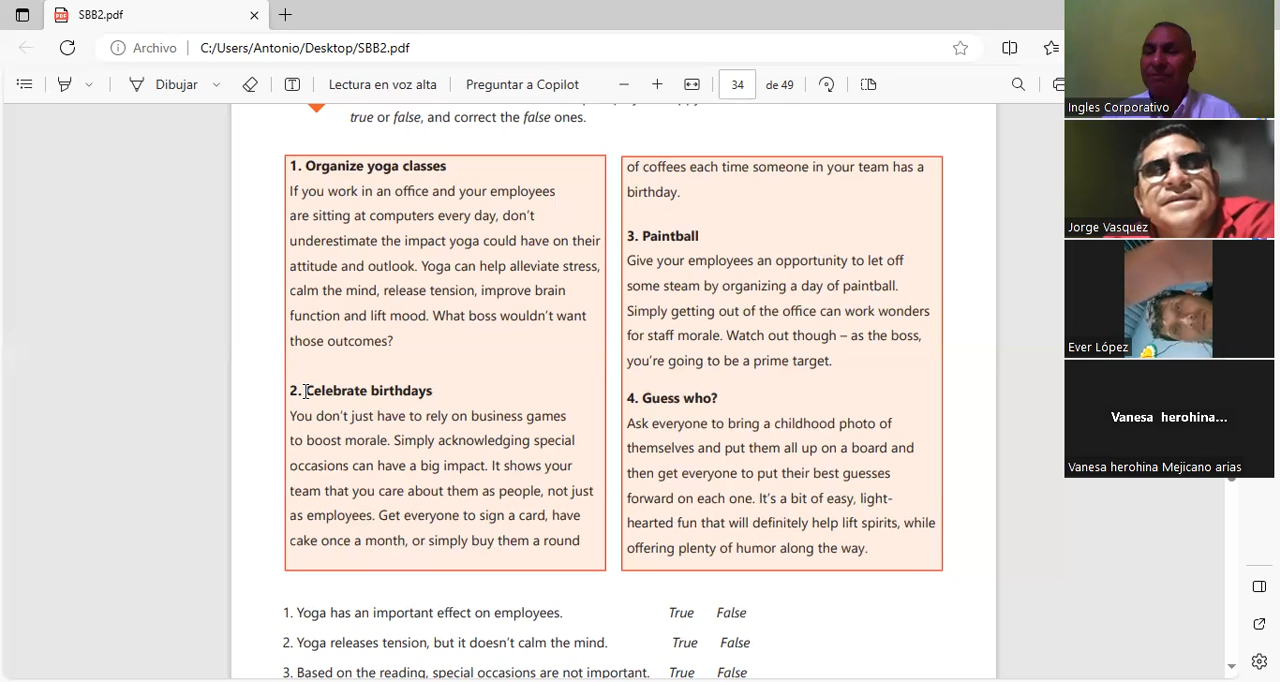 SBB2.pdf
Archivo
C:/Users/Antonio/Desktop/SBB2.pdf
Dibujar
Lectura en voz alta
Preguntar a Copilot
34
de 49
true or false, and correct the false ones.
1. Organize yoga classes
If you work in an office and your employees
are sitting at computers every day, don't
underestimate the impact yoga could have on their
attitude and outlook. Yoga can help alleviate stress,
calm the mind, release tension, improve brain
function and lift mood. What boss wouldn't want
those outcomes?
2. Celebrate birthdays
You don't just have to rely on business games
to boost morale. Simply acknowledging special
occasions can have a big impact. It shows your
team that you care about them as people, not just
as employees. Get everyone to sign a card, have
cake once a month, or simply buy them a round
of coffees each time someone in your team has a
birthday.
3. Paintball
Give your employees an opportunity to let off
some steam by organizing a day of paintball.
Simply getting out of the office can work wonders
for staff morale. Watch out though – as the boss,
you're going to be a prime target.
4. Guess who?
Ask everyone to bring a childhood photo of
themselves and put them all up on a board and
then get everyone to put their best guesses
forward on each one. It's a bit of easy, light-
hearted fun that will definitely help lift spirits, while
offering plenty of humor along the way.
1. Yoga has an important effect on employees. True False
2. Yoga releases tension, but it doesn't calm the mind. True False
3. Based on the reading, special occasions are not important. True False
Ingles Corporativo
Jorge Vasquez
Ever López
Vanesa herohina...
Vanesa herohina Mejicano arias